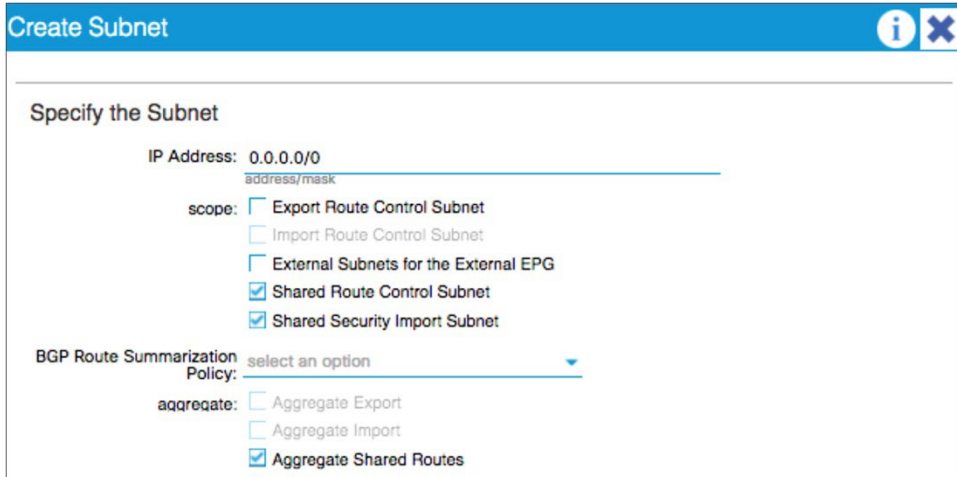 Create Subnet
Specify the Subnet
IP Address: 0.0.0.0/0
address/mask
scope: Export Route Control Subnet
Import Route Control Subnet
External Subnets for the External EPG
Shared Route Control Subnet
Shared Security Import Subnet
BGP Route Summarization Policy: select an option
aggregate: Aggregate Export
Aggregate Import
Aggregate Shared Routes